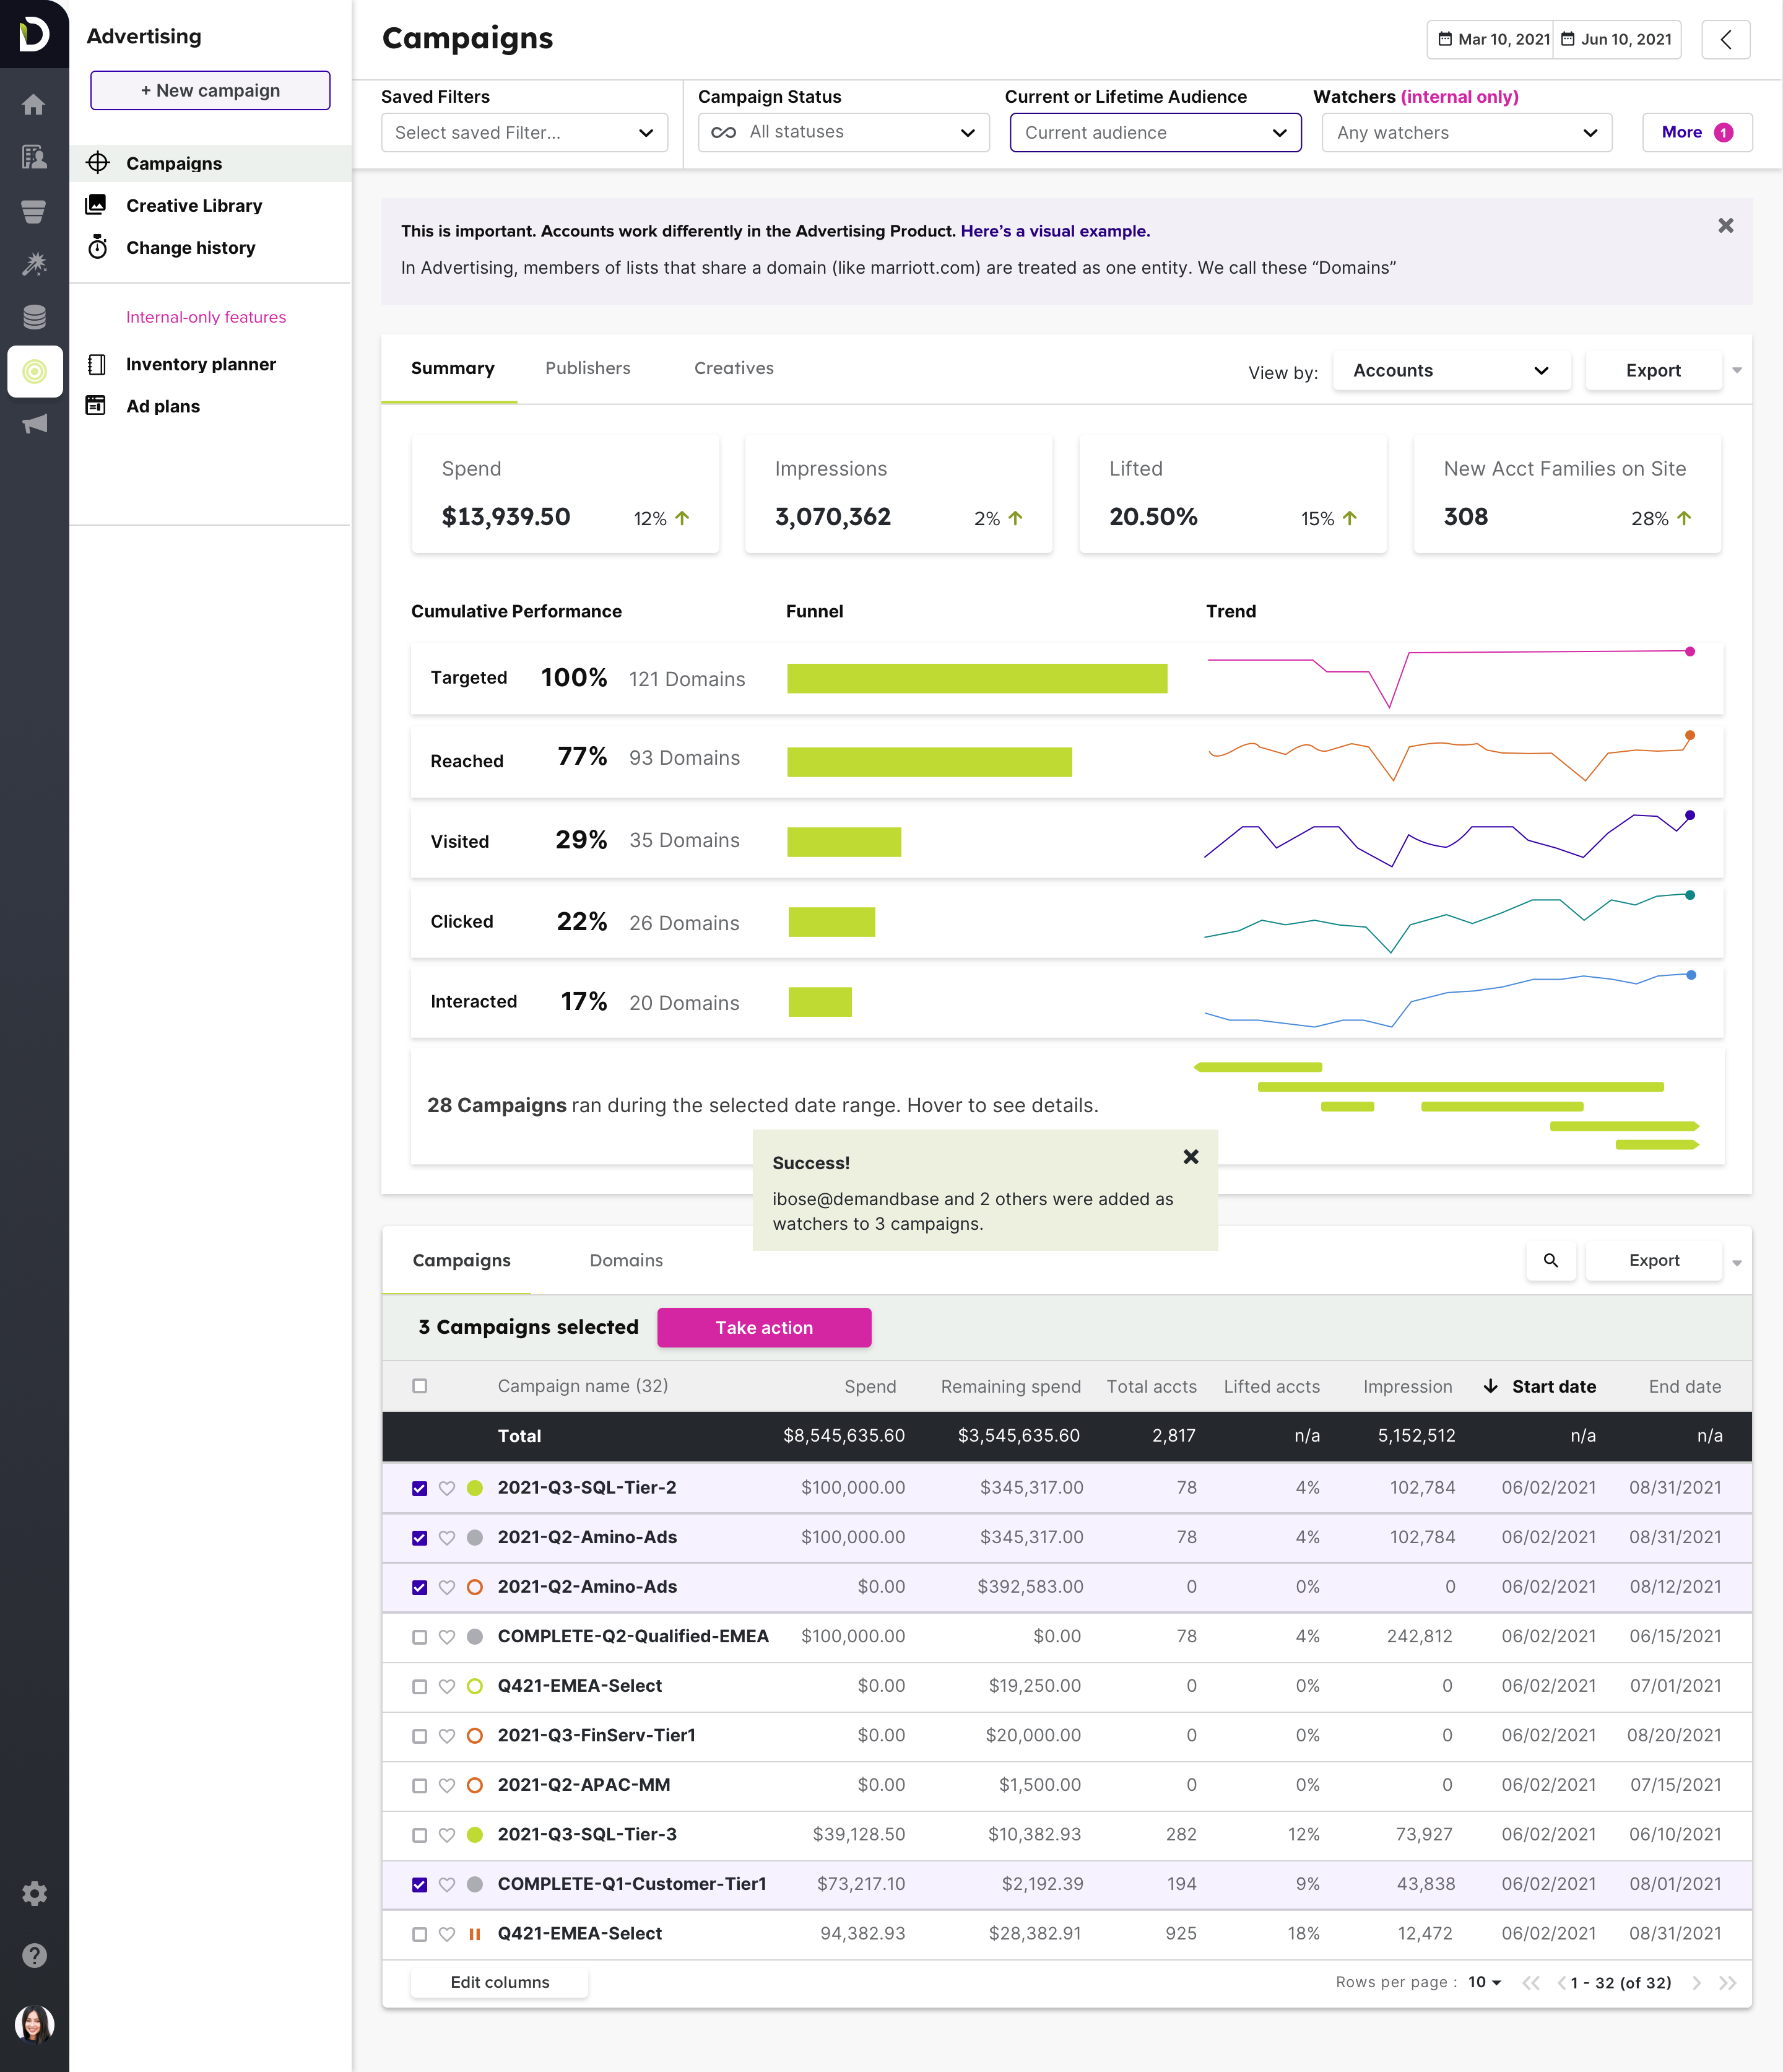 Advertising
+ New campaign
Campaigns
Creative Library
Change history
Internal-only features
Inventory planner
Ad plans
Campaigns
Mar 10, 2021
Jun 10, 2021
Saved Filters
Select saved Filter...
Campaign Status
All statuses
Current or Lifetime Audience
Current audience
Watchers (internal only)
Any watchers
More 1
This is important. Accounts work differently in the Advertising Product. Here’s a visual example.
In Advertising, members of lists that share a domain (like marriott.com) are treated as one entity. We call these “Domains”
Summary
Publishers
Creatives
View by:
Accounts
Export
Spend
$13,939.50 12%
Impressions
3,070,362 2%
Lifted
20.50% 15%
New Acct Families on Site
308 28%
Cumulative Performance Funnel Trend
Targeted 100% 121 Domains
Reached 77% 93 Domains
Visited 29% 35 Domains
Clicked 22% 26 Domains
Interacted 17% 20 Domains
28 Campaigns ran during the selected date range. Hover to see details.
Success!
ibose@demandbase and 2 others were added as
watchers to 3 campaigns.
Campaigns
Domains
Export
3 Campaigns selected
Take action
Campaign name (32) Spend Remaining spend Total accts Lifted accts Impression Start date End date
Total $8,545,635.60 $3,545,635.60 2,817 n/a 5,152,512 n/a n/a
2021-Q3-SQL-Tier-2 $100,000.00 $345,317.00 78 4% 102,784 06/02/2021 08/31/2021
2021-Q2-Amino-Ads $100,000.00 $345,317.00 78 4% 102,784 06/02/2021 08/31/2021
2021-Q2-Amino-Ads $0.00 $392,583.00 0 0% 0 06/02/2021 08/12/2021
COMPLETE-Q2-Qualified-EMEA $100,000.00 $0.00 78 4% 242,812 06/02/2021 06/15/2021
Q421-EMEA-Select $0.00 $19,250.00 0 0% 0 06/02/2021 07/01/2021
2021-Q3-FinServ-Tier1 $0.00 $20,000.00 0 0% 0 06/02/2021 08/20/2021
2021-Q2-APAC-MM $0.00 $1,500.00 0 0% 0 06/02/2021 07/15/2021
2021-Q3-SQL-Tier-3 $39,128.50 $10,382.93 282 12% 73,927 06/02/2021 06/10/2021
COMPLETE-Q1-Customer-Tier1 $73,217.10 $2,192.39 194 9% 43,838 06/02/2021 08/01/2021
Q421-EMEA-Select 94,382.93 $28,382.91 925 18% 12,472 06/02/2021 08/31/2021
Edit columns
Rows per page : 10
1 - 32 (of 32)